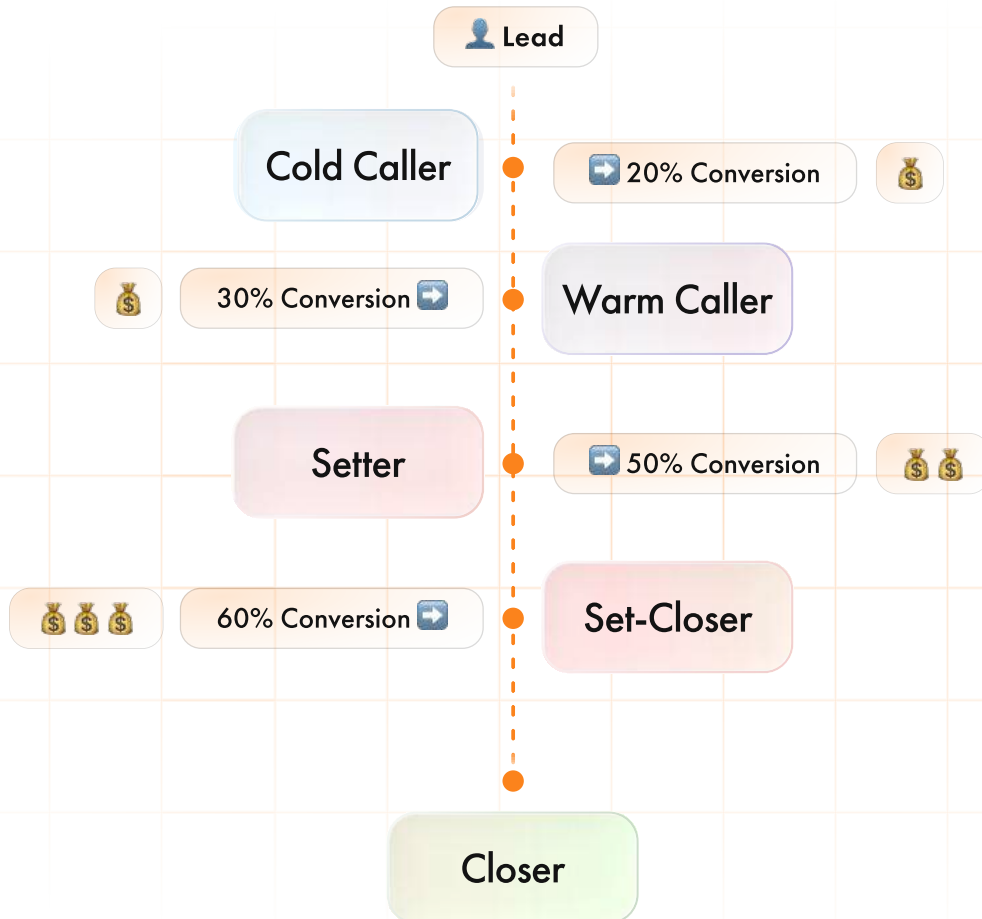 Lead
Cold Caller
20% Conversion
30% Conversion
Warm Caller
Setter
50% Conversion
60% Conversion
Set-Closer
Closer